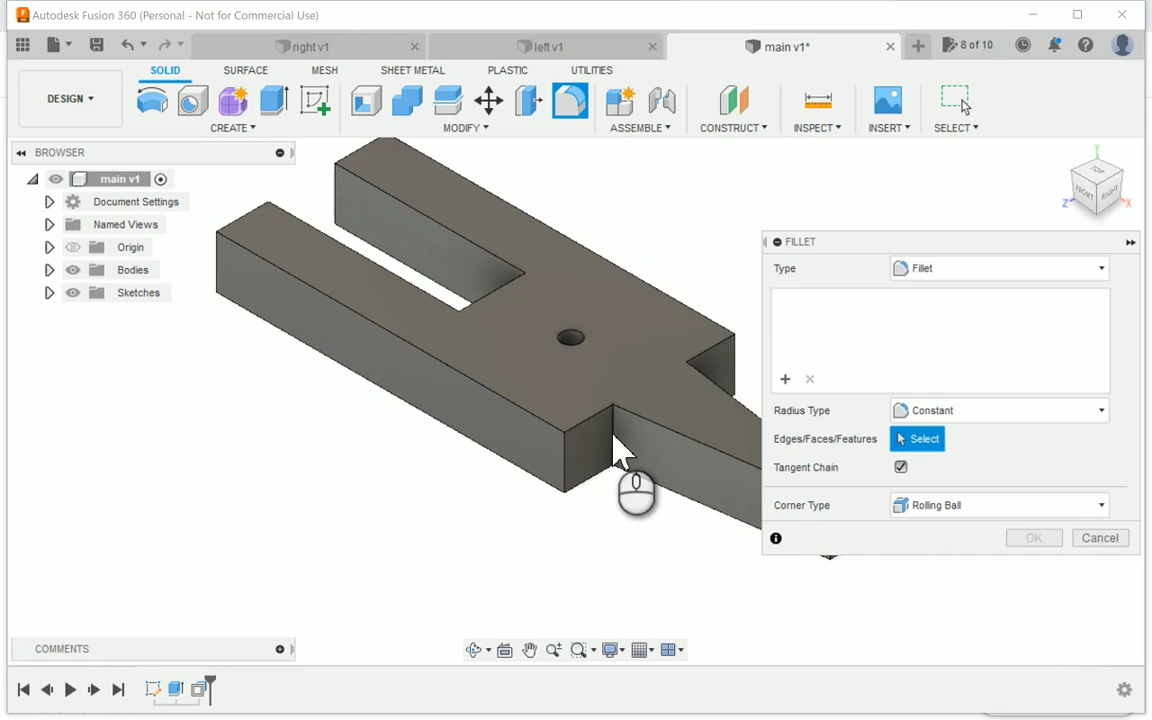 Autodesk Fusion 360 (Personal - Not for Commercial Use)
right v1
left v1
main v1*
8 of 10
DESIGN
SOLID
SURFACE
MESH
SHEET METAL
PLASTIC
UTILITIES
CREATE
MODIFY
ASSEMBLE
CONSTRUCT
INSPECT
INSERT
SELECT
BROWSER
main v1
Document Settings
Named Views
Origin
Bodies
Sketches
Y
Z
X
TOP
FRONT
RIGHT
FILLET
Type
Fillet
Radius Type
Constant
Edges/Faces/Features
Select
Tangent Chain
Corner Type
Rolling Ball
OK
Cancel
COMMENTS